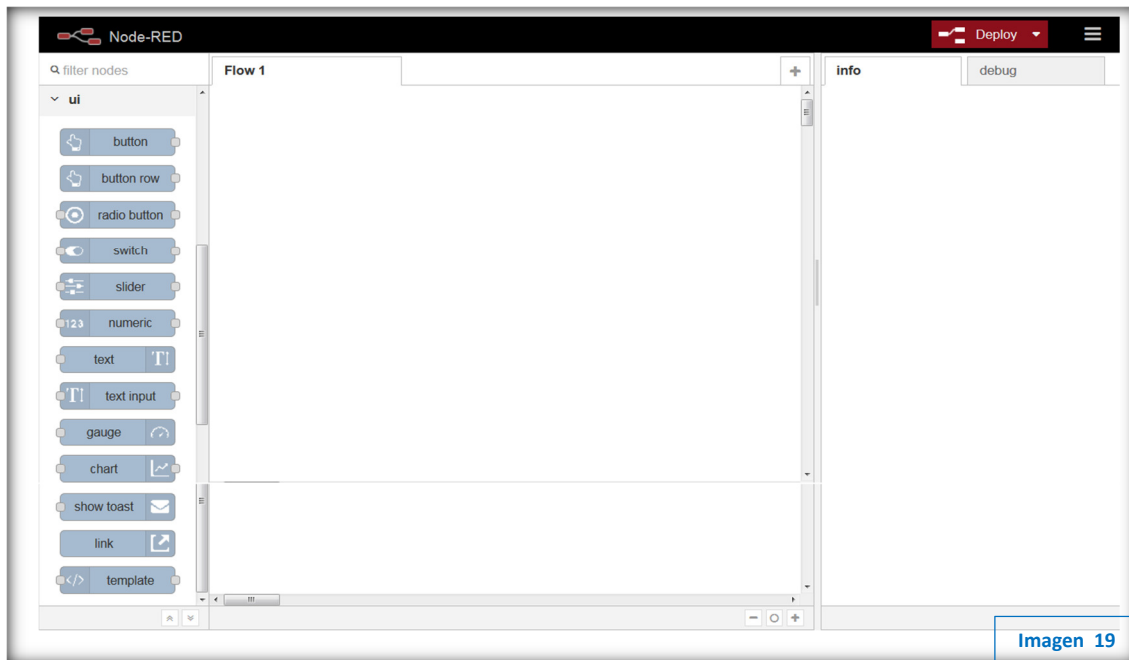 Node-RED
Deploy
filter nodes
Flow 1
info
debug
ui
button
button row
radio button
switch
slider
123 numeric
text T
T text input
gauge
chart
show toast
link
</> template
Imagen 19